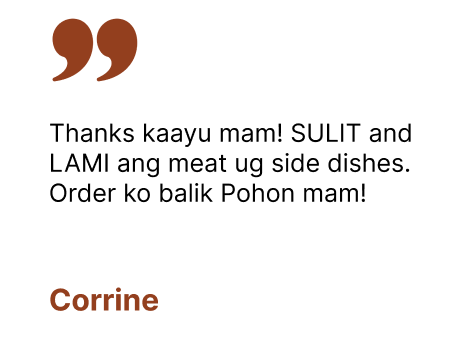 ”
Thanks kaayu mam! SULIT and
LAMI ang meat ug side dishes.
Order ko balik Pohon mam!
Corrine